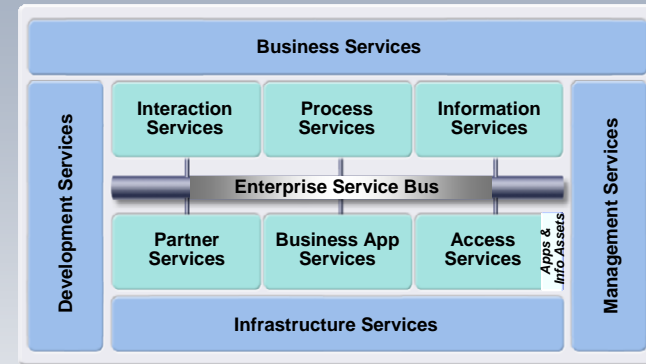 Business Services
Development Services
Interaction
Services
Process
Services
Information
Services
Management Services
Enterprise Service Bus
Partner
Services
Business App
Services
Access
Services
Apps &
Info Assets
Infrastructure Services